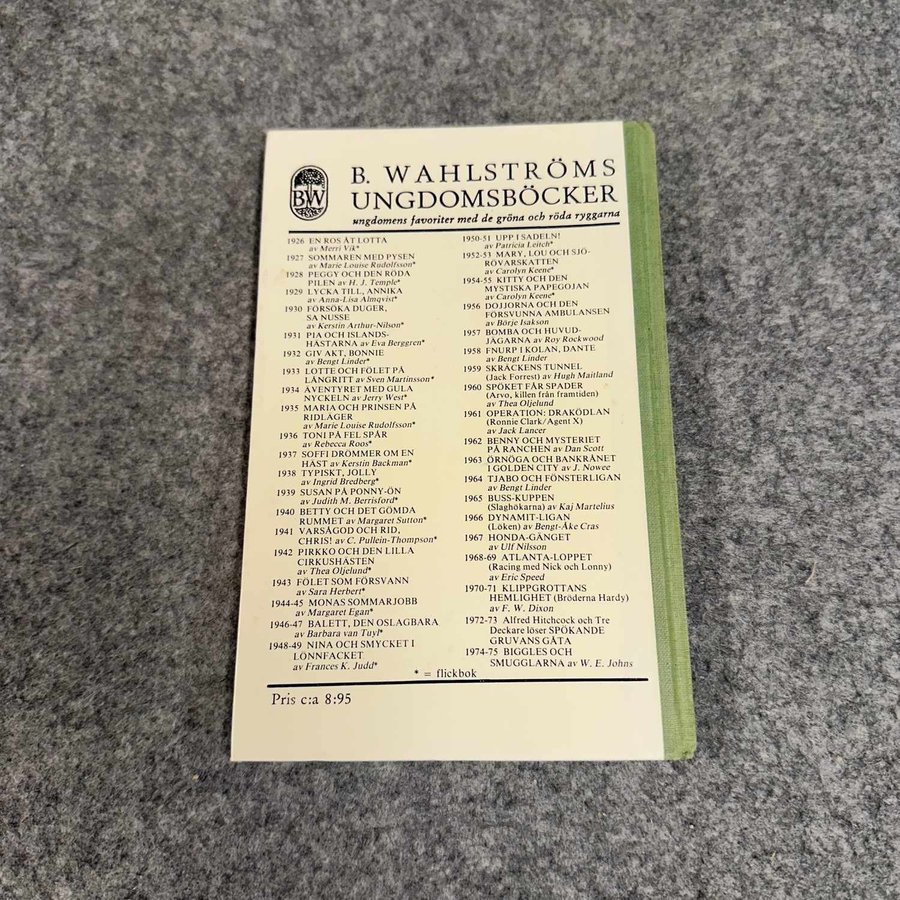 BW
B. WAHLSTRÖMS
UNGDOMSBÖCKER
ungdomens favoriter med de gröna och röda ryggarna
1926 EN ROS ÅT LOTTA
av Merri Vik*
1927 SOMMAREN MED PYSEN
av Marie Louise Rudolfsson*
1928 PEGGY OCH DEN RÖDA
PILEN av H. J. Temple*
1929 LYCKA TILL, ANNIKA
av Anna-Lisa Almqvist*
1930 FÖRSÖKA DUGER,
SA NUSSE
av Kerstin Arthur-Nilson*
1931 PIA OCH ISLANDS-
HÄSTARNA av Eva Berggren*
1932 GIV AKT, BONNIE
av Bengt Linder*
1933 LOTTE OCH FÖLET PÅ
LÅNGRITT av Sven Martinsson*
1934 ÄVENTYRET MED GULA
NYCKELN av Jerry West*
1935 MARIA OCH PRINSEN PÅ
RIDLÄGER
av Marie Louise Rudolfsson*
1936 TONI PÅ FEL SPÅR
av Rebecca Roos*
1937 SOFFI DRÖMMER OM EN
HÄST av Kerstin Backman*
1938 TYPISKT, JOLLY
av Ingrid Bredberg*
1939 SUSAN PÅ PONNY-ÖN
av Judith M. Berrisford*
1940 BETTY OCH DET GÖMDA
RUMMET av Margaret Sutton*
1941 VARSÅGOD OCH RID,
CHRIS! av C. Pullein-Thompson*
1942 PIRKKO OCH DEN LILLA
CIRKUSHÄSTEN
av Thea Oljelund*
1943 FÖLET SOM FÖRSVANN
av Sara Herbert*
1944-45 MONAS SOMMARJOBB
av Margaret Egan*
1946-47 BALETT, DEN OSLAGBARA
av Barbara van Tuyl*
1948-49 NINA OCH SMYCKET I
LÖNNFACKET
av Frances K. Judd*
1950-51 UPP I SADELN!
av Patricia Leitch*
1952-53 MARY, LOU OCH SJÖ-
RÖVARSKATTEN
av Carolyn Keene*
1954-55 KITTY OCH DEN
MYSTISKA PAPEGOJAN
av Carolyn Keene*
1956 DOJJORNA OCH DEN
FÖRSVUNNA AMBULANSEN
av Börje Isakson
1957 BOMBA OCH HUVUD-
JÄGARNA av Roy Rockwood
1958 FNURP I KOLAN, DANTE
av Bengt Linder
1959 SKRÄCKENS TUNNEL
(Jack Forrest) av Hugh Maitland
1960 SPÖKET FÅR SPADER
(Arvo, killen från framtiden)
av Thea Oljelund
1961 OPERATION: DRAKÖDLAN
(Ronnie Clark/Agent X)
av Jack Lancer
1962 BENNY OCH MYSTERIET
PÅ RANCHEN av Dan Scott
1963 ÖRNÖGA OCH BANKRÅNET
I GOLDEN CITY av J. Nowee
1964 TJABO OCH FÖNSTERLIGAN
av Bengt Linder
1965 BUSS-KUPPEN
(Slaghökarna) av Kaj Martelius
1966 DYNAMIT-LIGAN
(Löken) av Bengt-Åke Cras
1967 HONDA-GÄNGET
av Ulf Nilsson
1968-69 ATLANTA-LOPPET
(Racing med Nick och Lonny)
av Eric Speed
1970-71 KLIPPGROTTANS
HEMLIGHET (Bröderna Hardy)
av F. W. Dixon
1972-73 Alfred Hitchcock och Tre
Deckare löser SPÖKANDE
GRUVANS GÅTA
1974-75 BIGGLES OCH
SMUGGLARNA av W. E. Johns
* = flickbok
Pris c:a 8:95